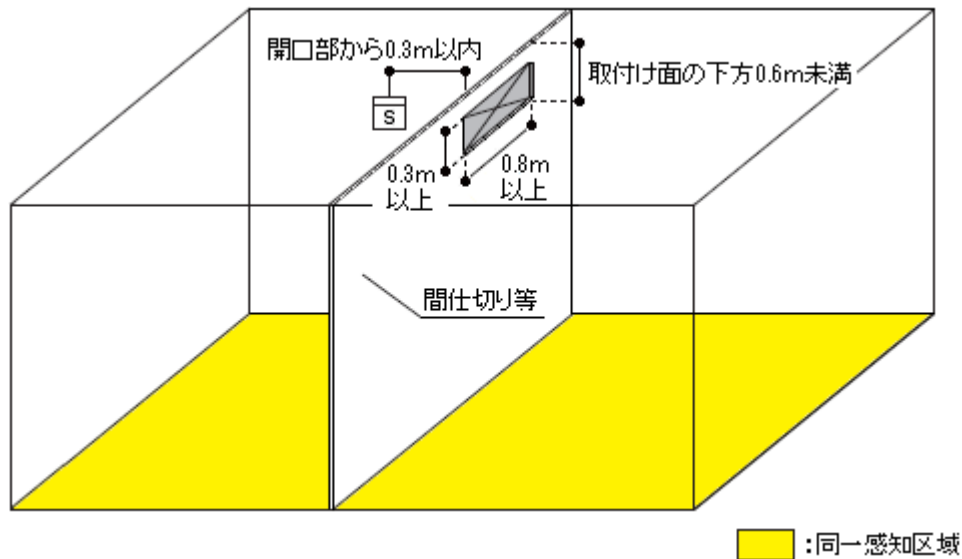 開口部から0.3m以内
取付け面の下方0.6m未満
S
0.3m
以上
0.8m
以上
間仕切り等
:同一感知区域